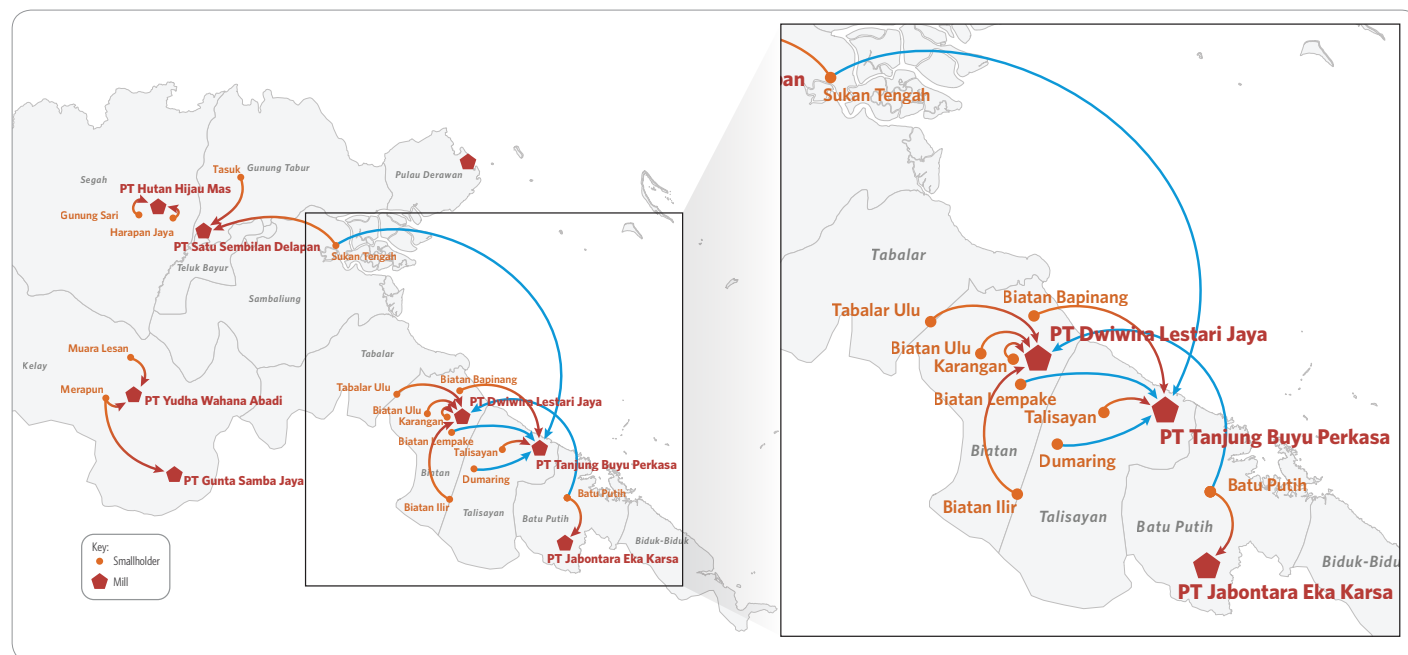 Tasuk
Gunung Tabur
Pulau Derawan
Segah
PT Hutan Hijau Mas
Gunung Sari
Harapan Jaya
PT Satu Sembilan Delapan
Teluk Bayur
Sukan Tengah
Sambaliung
Muara Lesan
Kelay
Merapun
PT Yudha Wahana Abadi
PT Gunta Samba Jaya
Tabalar
Tabalar Ulu
Biatan Bapinang
PT Dwiwira Lestari Jaya
Biatan Ulu
Karangan
Biatan Lempake
Talisayan
PT Tanjung Buyu Perkasa
Biatan
Dumaring
Batu Putih
Biatan Ilir
Talisayan
Batu Putih
Biduk-Biduk
PT Jabontara Eka Karsa
Key:
Smallholder
Mill
pan
Sukan Tengah
Tabalar
Tabalar Ulu
Biatan Bapinang
PT Dwiwira Lestari Jaya
Biatan Ulu
Karangan
Biatan Lempake
Talisayan
PT Tanjung Buyu Perkasa
Biatan
Dumaring
Batu Putih
Biatan Ilir
Talisayan
Batu Putih
Biduk-Bidu
PT Jabontara Eka Karsa